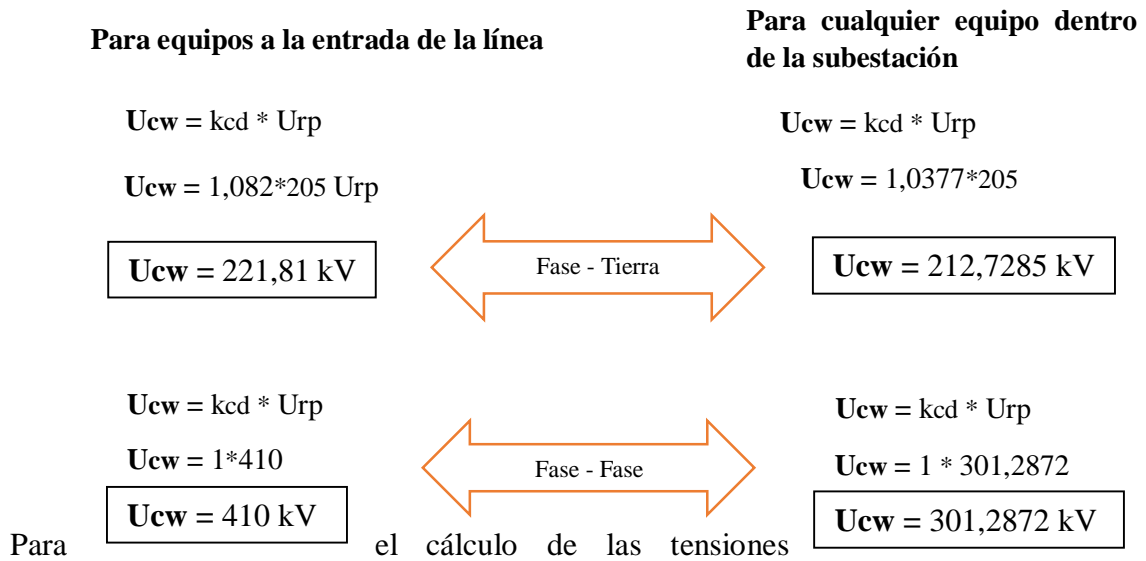 Para equipos a la entrada de la línea
Para cualquier equipo dentro
de la subestación
Ucw = kcd * Urp
Ucw = kcd * Urp
Ucw = 1,082*205 Urp
Ucw = 1,0377*205
Ucw = 221,81 kV
Fase - Tierra
Ucw = 212,7285 kV
Ucw = kcd * Urp
Ucw = kcd * Urp
Ucw = 1*410
Fase - Fase
Ucw = 1 * 301,2872
Ucw = 410 kV
Ucw = 301,2872 kV
Para el cálculo de las tensiones